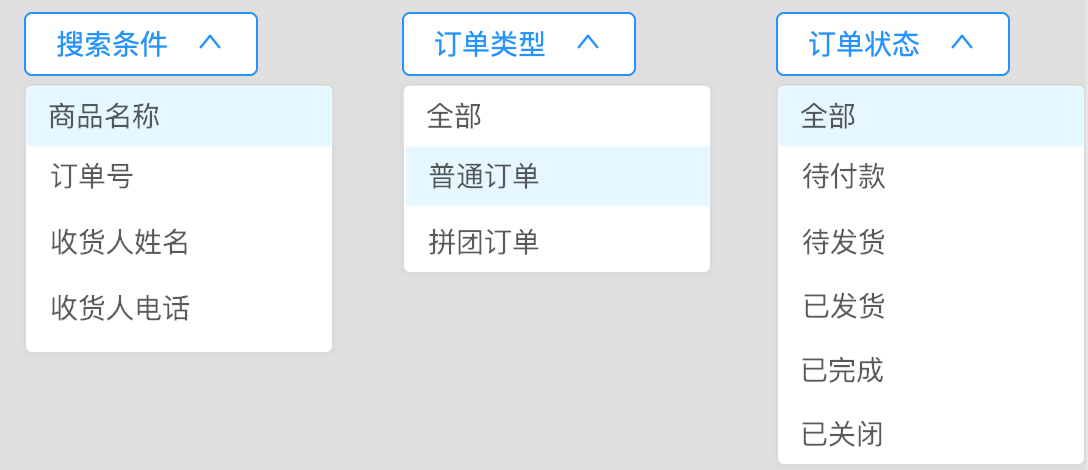 搜索条件
商品名称
订单号
收货人姓名
收货人电话
订单类型
全部
普通订单
拼团订单
订单状态
全部
待付款
待发货
已发货
已完成
已关闭